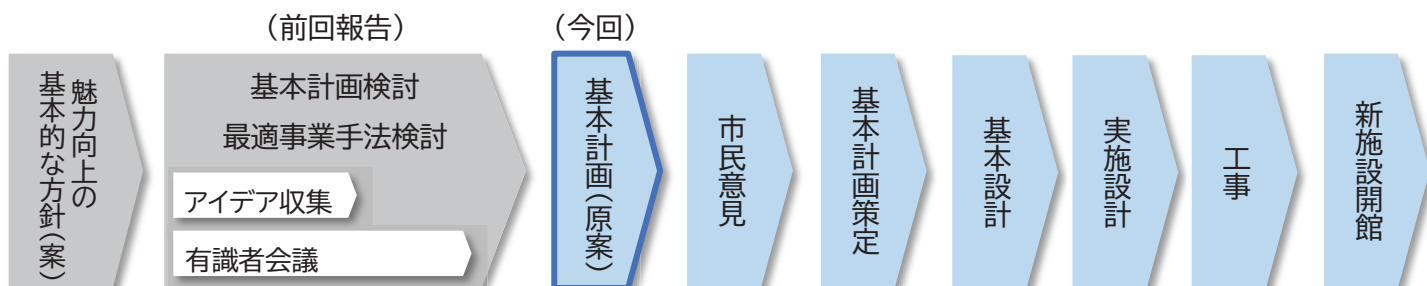 （前回報告）
（今回）
魅力向上の
基本的な方針（案）
基本計画検討
最適事業手法検討
アイデア収集
有識者会議
基本計画（原案）
市民意見
基本計画策定
基本設計
実施設計
工事
新施設開館